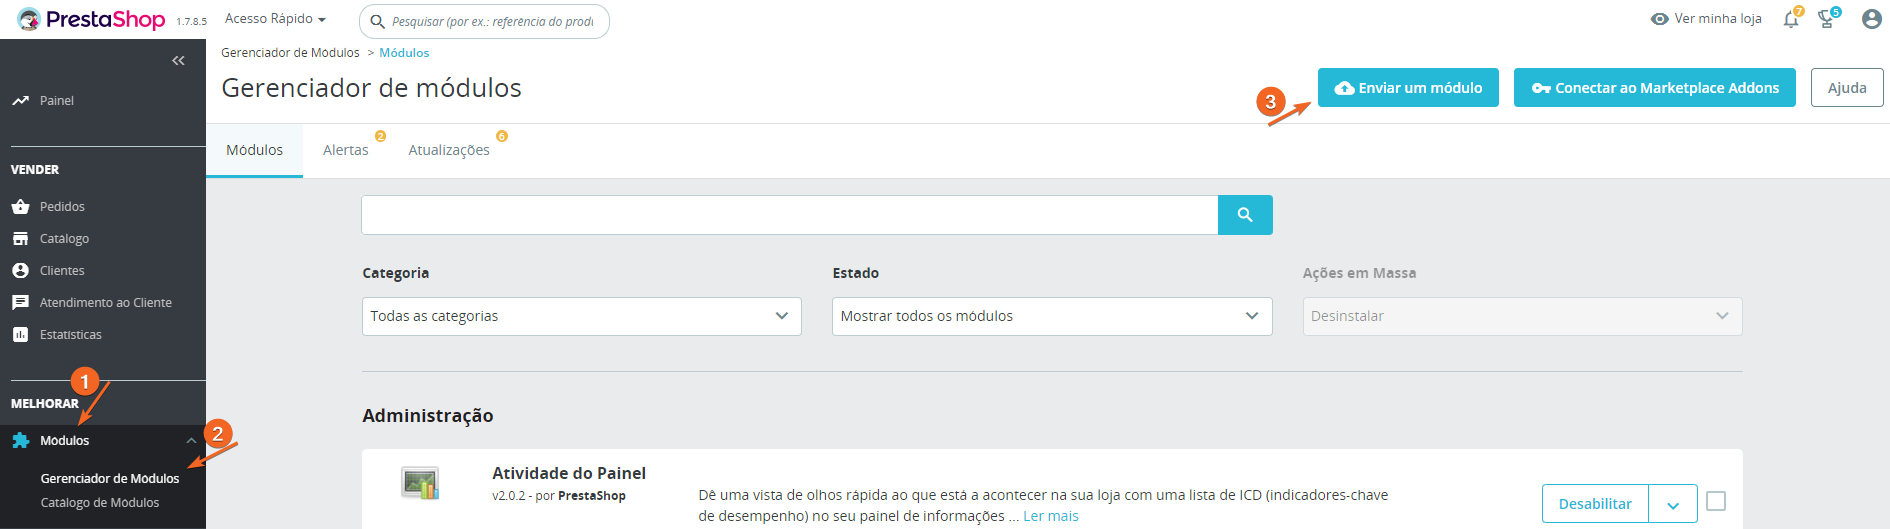 PrestaShop 1.7.8.5 Acesso Rápido Pesquisar (por ex.: referência do produ Ver minha loja 7 5
Gerenciador de Módulos > Módulos
Gerenciador de módulos
3 Enviar um módulo Conectar ao Marketplace Addons Ajuda
Painel
Módulos Alertas 2 Atualizações 6
VENDER
Pedidos
Catálogo
Clientes
Atendimento ao Cliente
Estatísticas
1
MELHORAR
Módulos
2
Gerenciador de Módulos
Catálogo de Módulos
Categoria Estado Ações em Massa
Todas as categorias Mostrar todos os módulos Desinstalar
Administração
Atividade do Painel
v2.0.2 - por PrestaShop
Dê uma vista de olhos rápida ao que está a acontecer na sua loja com uma lista de ICD (indicadores-chave
de desempenho) no seu painel de informações ... Ler mais
Desabilitar